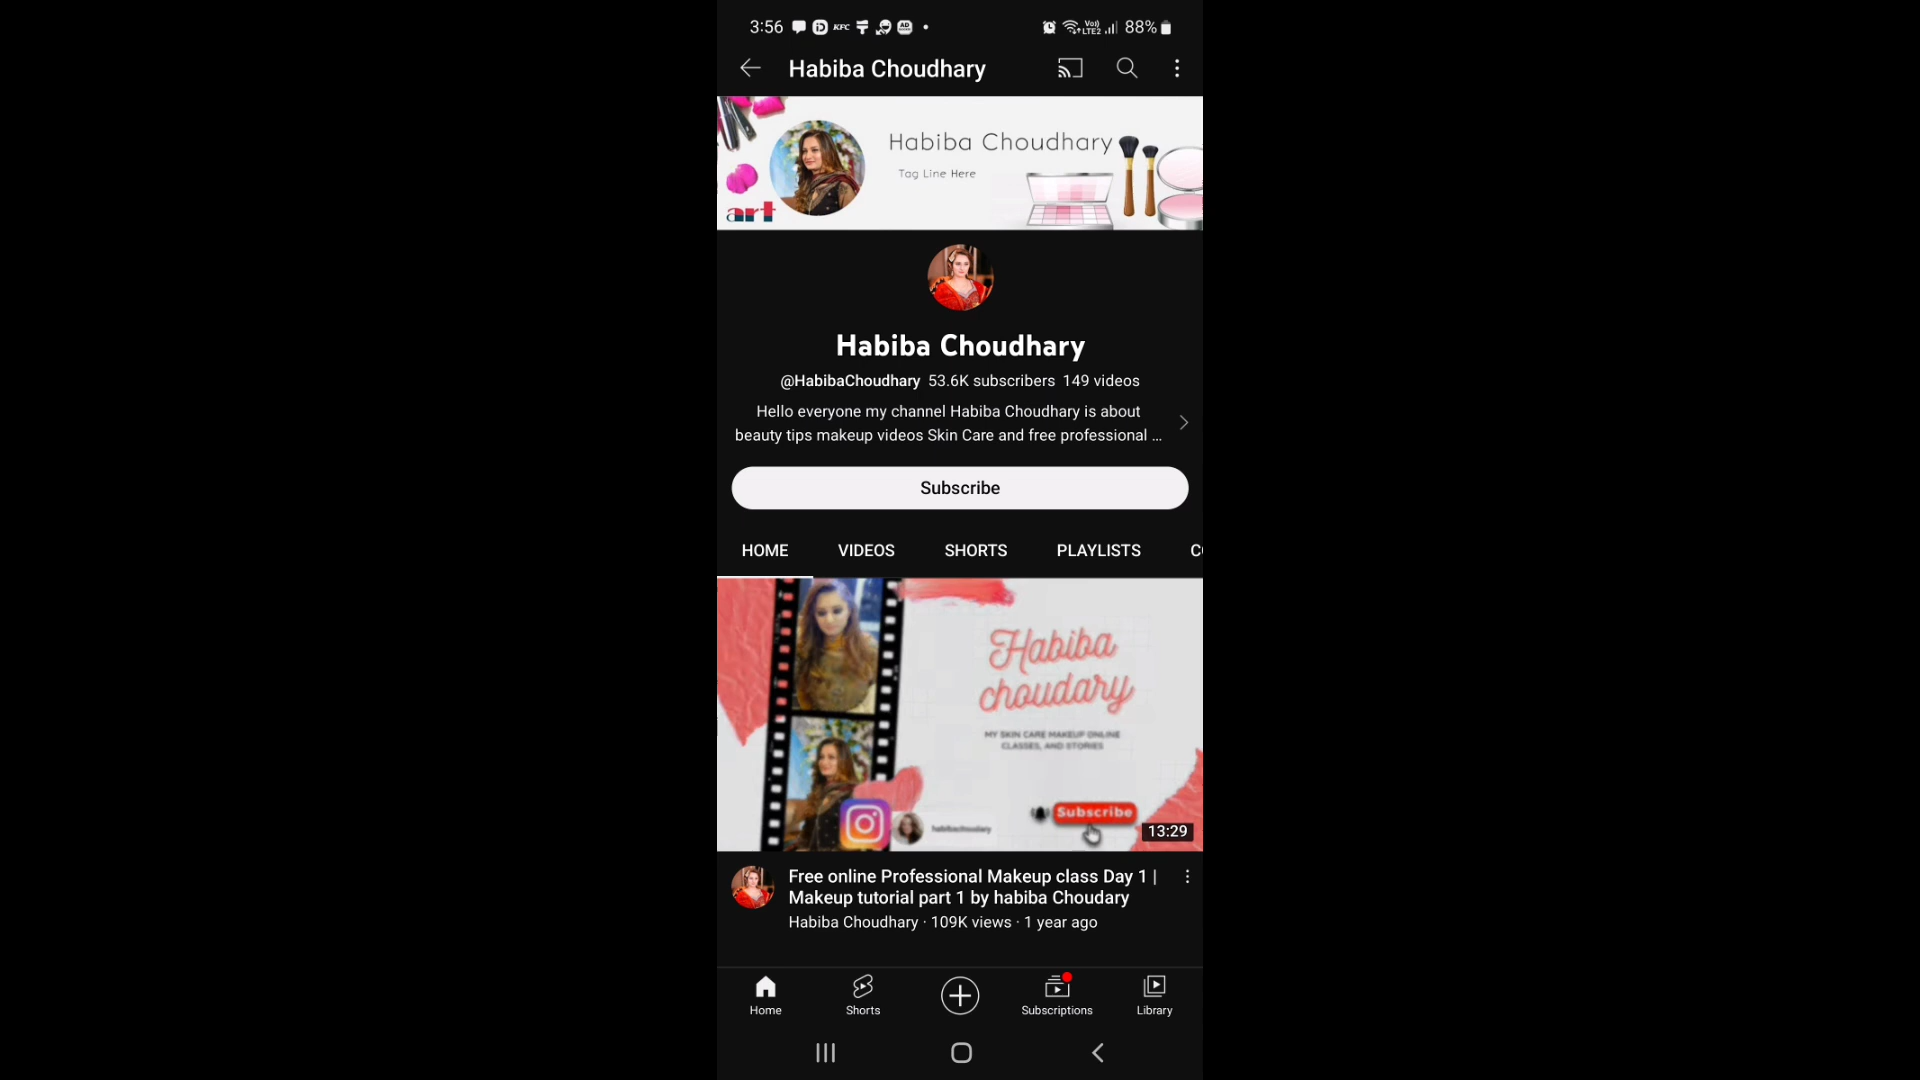 3:56 KFC Vo) LTE2 88%
Habiba Choudhary
Habiba Choudhary
Tag Line Here
art
Habiba Choudhary
@HabibaChoudhary 53.6K subscribers 149 videos
Hello everyone my channel Habiba Choudhary is about
beauty tips makeup videos Skin Care and free professional ...
Subscribe
HOME VIDEOS SHORTS PLAYLISTS
Habiba
choudary
MY SKIN CARE MAKEUP ONLINE
CLASSES, AND STORIES
Subscribe
13:29
Free online Professional Makeup class Day 1 |
Makeup tutorial part 1 by habiba Choudary
Habiba Choudhary · 109K views · 1 year ago
Home Shorts Subscriptions Library